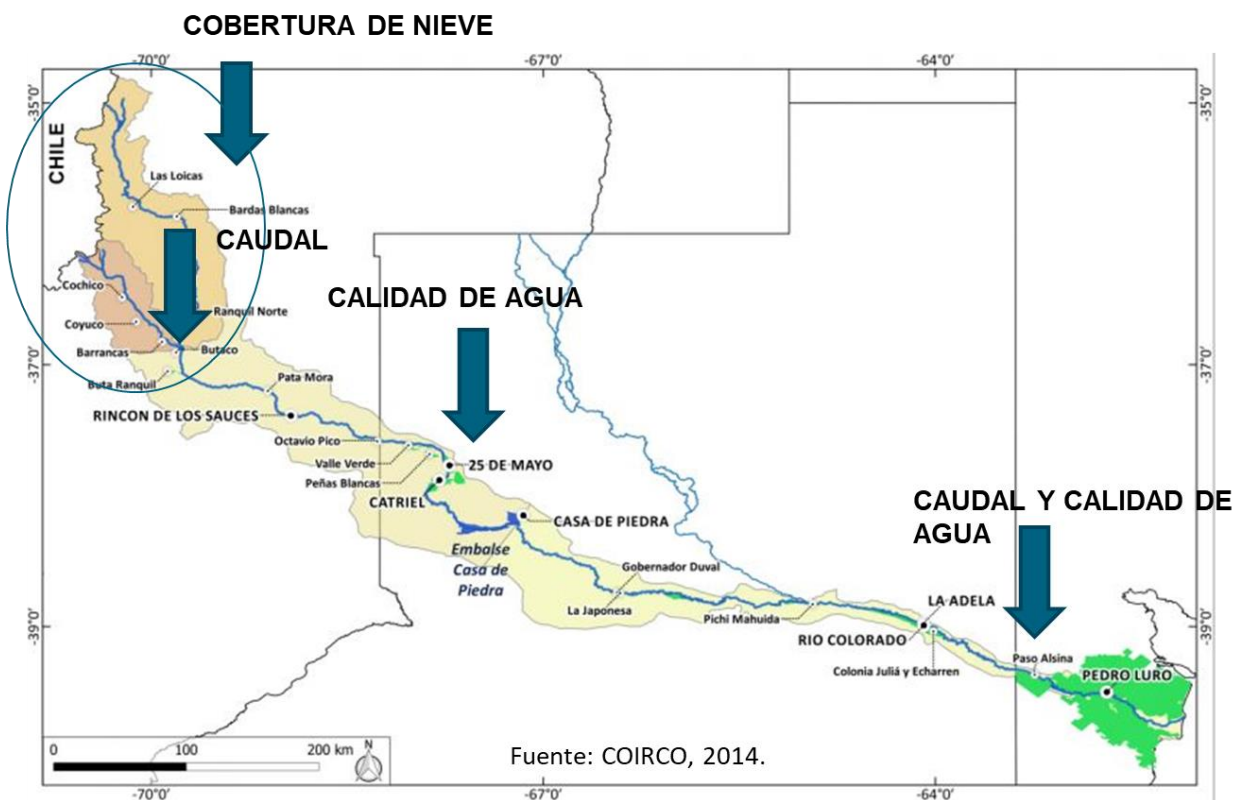 COBERTURA DE NIEVE
-70°0'
-67°0'
-64°0'
-35°0'
-35°0'
CHILE
Las Loicas
Bardas Blancas
CAUDAL
Cochico
CALIDAD DE AGUA
Ranquil Norte
Coyuco
Barrancas
Butaco
-37°0'
-37°0'
Buta Ranquil
Pata Mora
RINCON DE LOS SAUCES
Octavio Pico
Valle Verde
25 DE MAYO
Peñas Blancas
CATRIEL
CAUDAL Y CALIDAD DE
AGUA
CASA DE PIEDRA
Embalse
Casa de
Piedra
Gobernador Duval
La Japonesa
LA ADELA
Pichi Mahuida
-39°0'
-39°0'
RIO COLORADO
Paso Alsina
Colonia Juliá y Echarren
PEDRO LURO
0 100 200 km
N
Fuente: COIRCO, 2014.
-70°0'
-67°0'
-64°0'